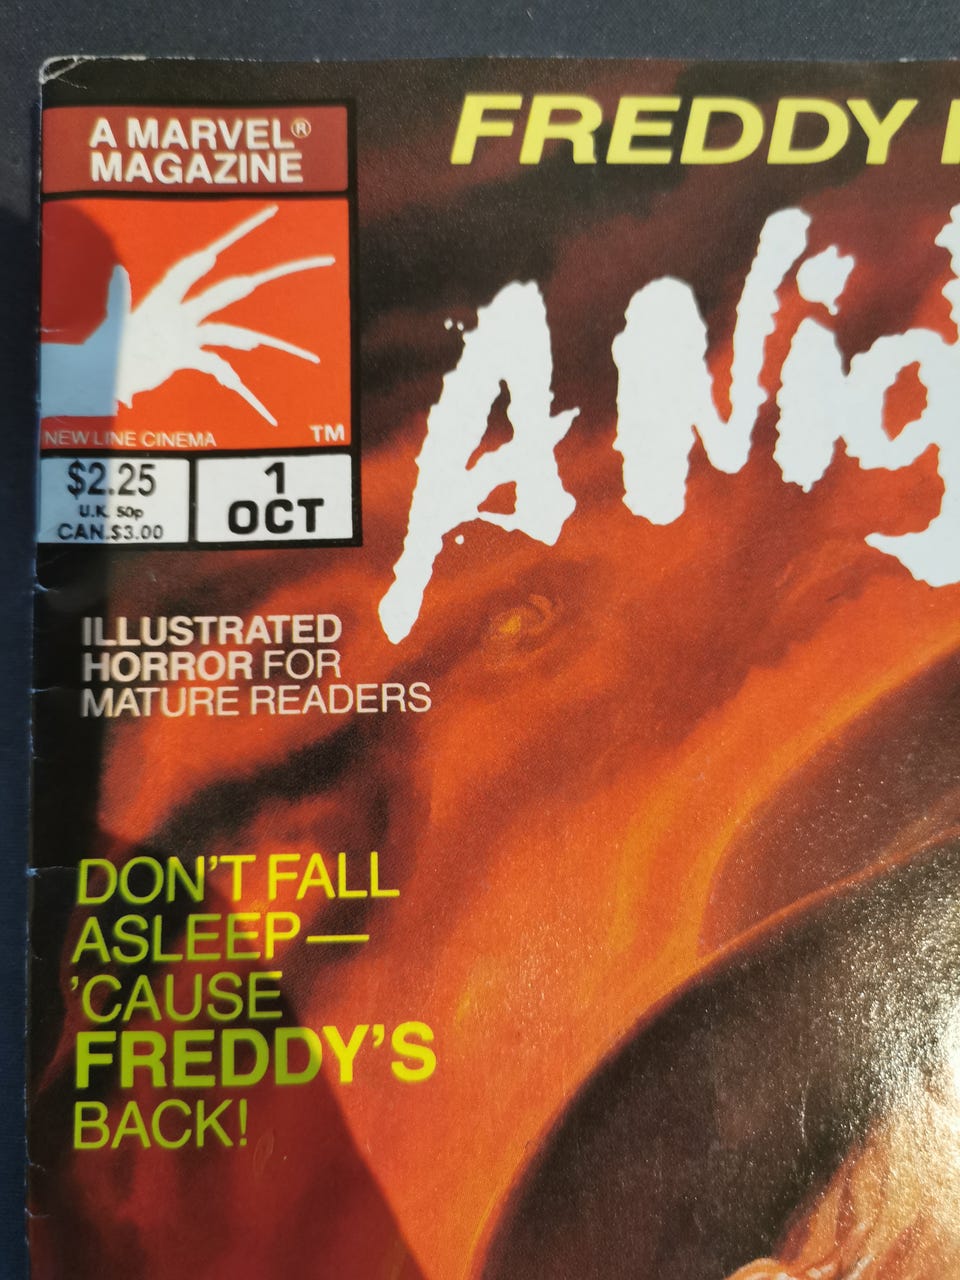 A MARVEL®
MAGAZINE
NEW LINE CINEMA
TM
$2.25
U.K. 50p
CAN.$3.00
1
OCT
FREDDY
A Nig
ILLUSTRATED
HORROR FOR
MATURE READERS
DON'T FALL
ASLEEP—
'CAUSE
FREDDY'S
BACK!